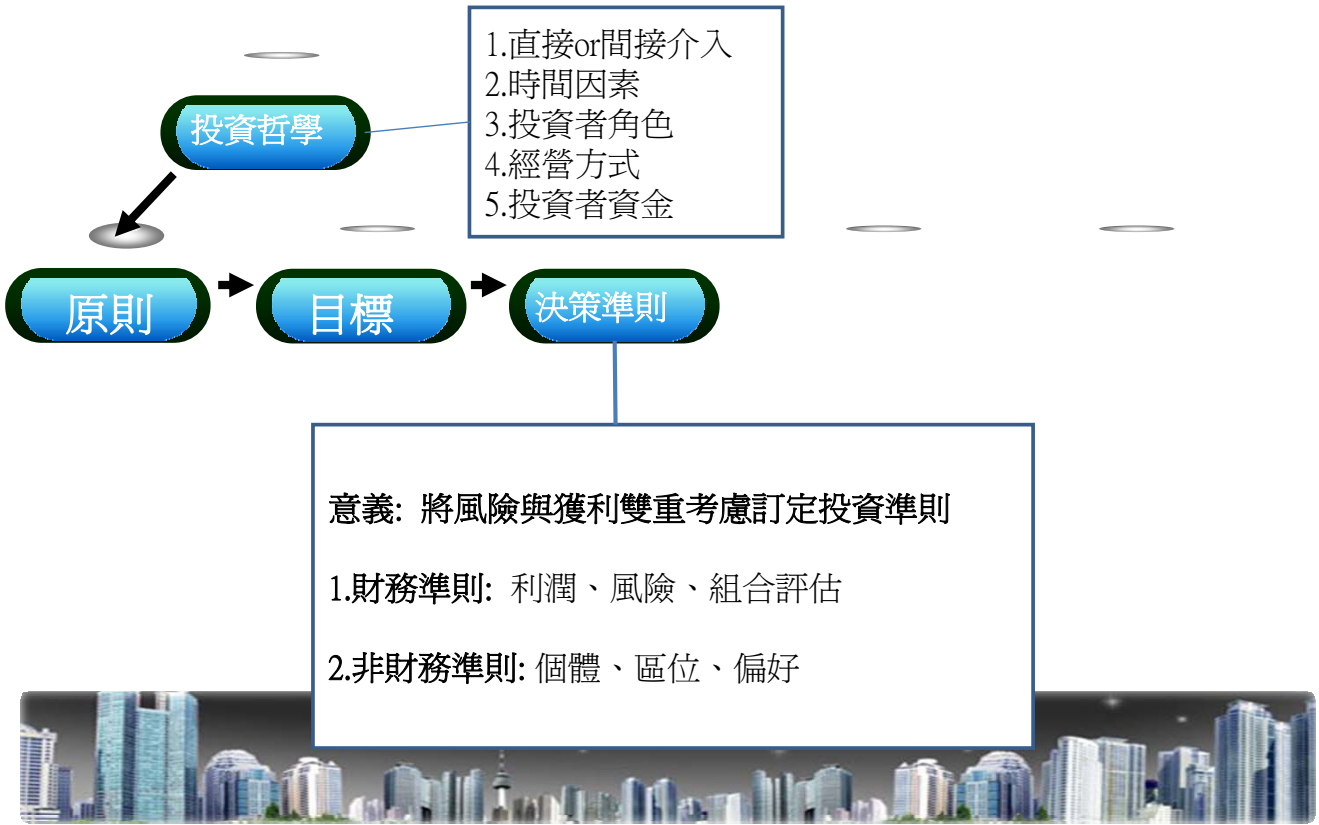 1.直接or間接介入
2.時間因素
3.投資者角色
4.經營方式
5.投資者資金
投資哲學
原則
目標
決策準則
意義: 將風險與獲利雙重考慮訂定投資準則
1.財務準則: 利潤、風險、組合評估
2.非財務準則: 個體、區位、偏好